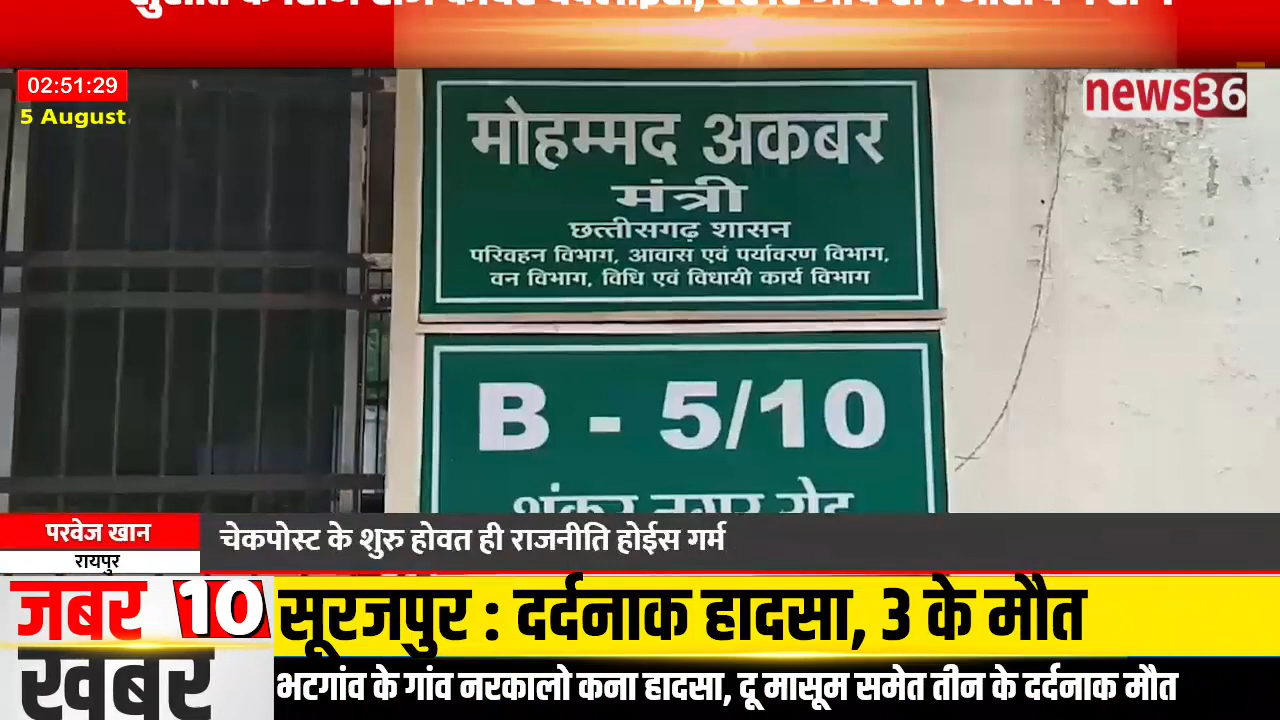 02:51:29
5 August
news36
मोहम्मद अकबर
मंत्री
छत्तीसगढ़ शासन
परिवहन विभाग, आवास एवं पर्यावरण विभाग,
वन विभाग, विधि एवं विधायी कार्य विभाग
B - 5/10
शंकर नगर रोड
परवेज खान
रायपुर
चेकपोस्ट के शुरु होवत ही राजनीति होईस गर्म
जबर 10
खबर
सूरजपुर : दर्दनाक हादसा, 3 के मौत
भटगांव के गांव नरकालो कना हादसा, दू मासूम समेत तीन के दर्दनाक मौत